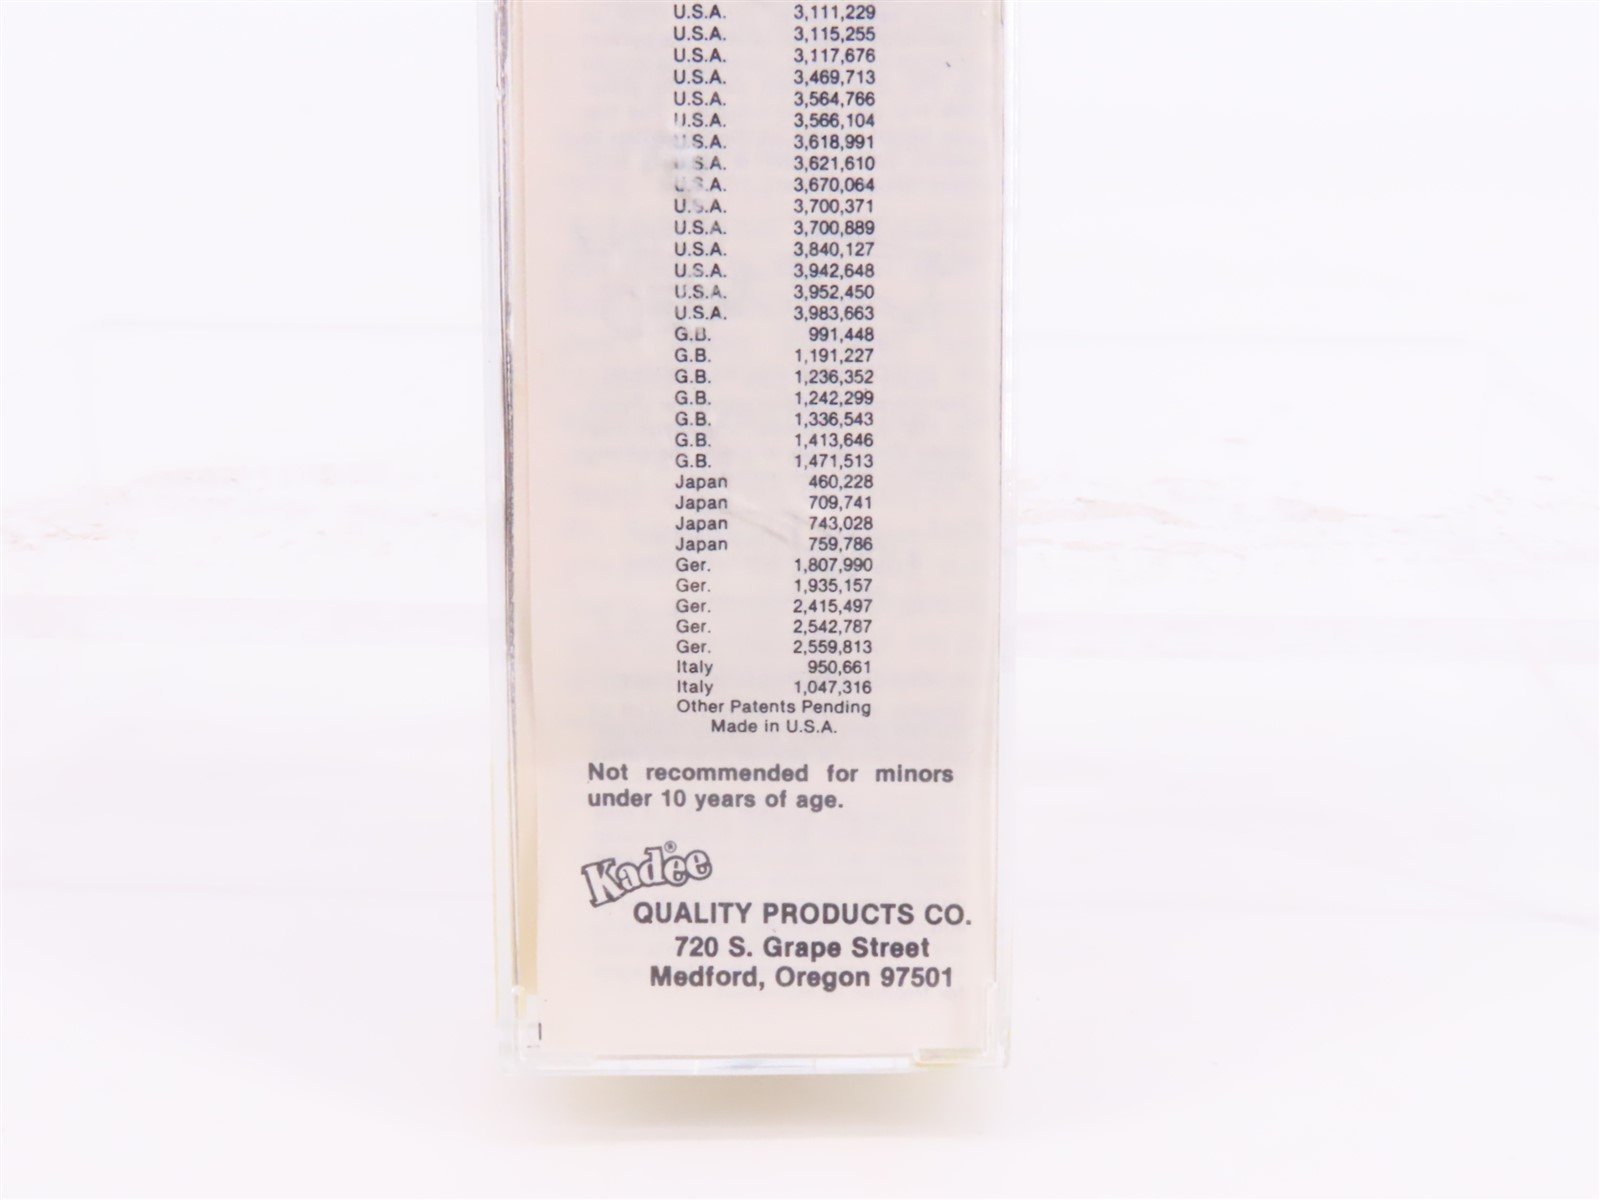 U.S.A. 3,111,229
U.S.A. 3,115,255
U.S.A. 3,117,676
U.S.A. 3,469,713
U.S.A. 3,564,766
U.S.A. 3,566,104
U.S.A. 3,618,991
U.S.A. 3,621,610
U.S.A. 3,670,064
U.S.A. 3,700,371
U.S.A. 3,700,889
U.S.A. 3,840,127
U.S.A. 3,942,648
U.S.A. 3,952,450
U.S.A. 3,983,663
G.B. 991,448
G.B. 1,191,227
G.B. 1,236,352
G.B. 1,242,299
G.B. 1,336,543
G.B. 1,413,646
G.B. 1,471,513
Japan 460,228
Japan 709,741
Japan 743,028
Japan 759,786
Ger. 1,807,990
Ger. 1,935,157
Ger. 2,415,497
Ger. 2,542,787
Ger. 2,559,813
Italy 950,661
Italy 1,047,316
Other Patents Pending
Made in U.S.A.
Not recommended for minors
under 10 years of age.
Kadee®
QUALITY PRODUCTS CO.
720 S. Grape Street
Medford, Oregon 97501